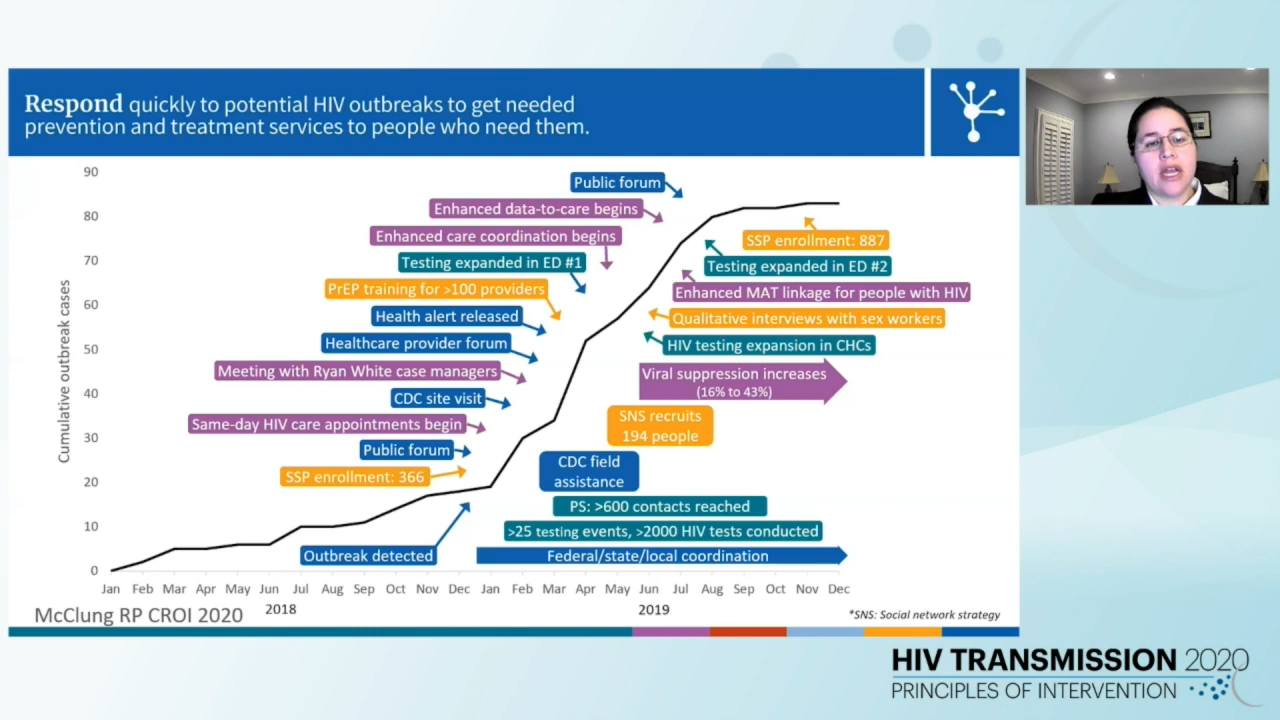 Respond quickly to potential HIV outbreaks to get needed
prevention and treatment services to people who need them.
Cumulative outbreak cases
90
80
70
60
50
40
30
20
10
0
Public forum
Enhanced data-to-care begins
Enhanced care coordination begins
Testing expanded in ED #1
PrEP training for >100 providers
Health alert released
Healthcare provider forum
Meeting with Ryan White case managers
CDC site visit
Same-day HIV care appointments begin
Public forum
SSP enrollment: 366
Outbreak detected
SSP enrollment: 887
Testing expanded in ED #2
Enhanced MAT linkage for people with HIV
Qualitative interviews with sex workers
HIV testing expansion in CHCs
Viral suppression increases
(16% to 43%)
SNS recruits
194 people
CDC field
assistance
PS: >600 contacts reached
>25 testing events, >2000 HIV tests conducted
Federal/state/local coordination
Jan Feb Mar Apr May Jun Jul Aug Sep Oct Nov Dec Jan Feb Mar Apr May Jun Jul Aug Sep Oct Nov Dec
2018 2019
McClung RP CROI 2020
*SNS: Social network strategy
HIV TRANSMISSION 2020
PRINCIPLES OF INTERVENTION